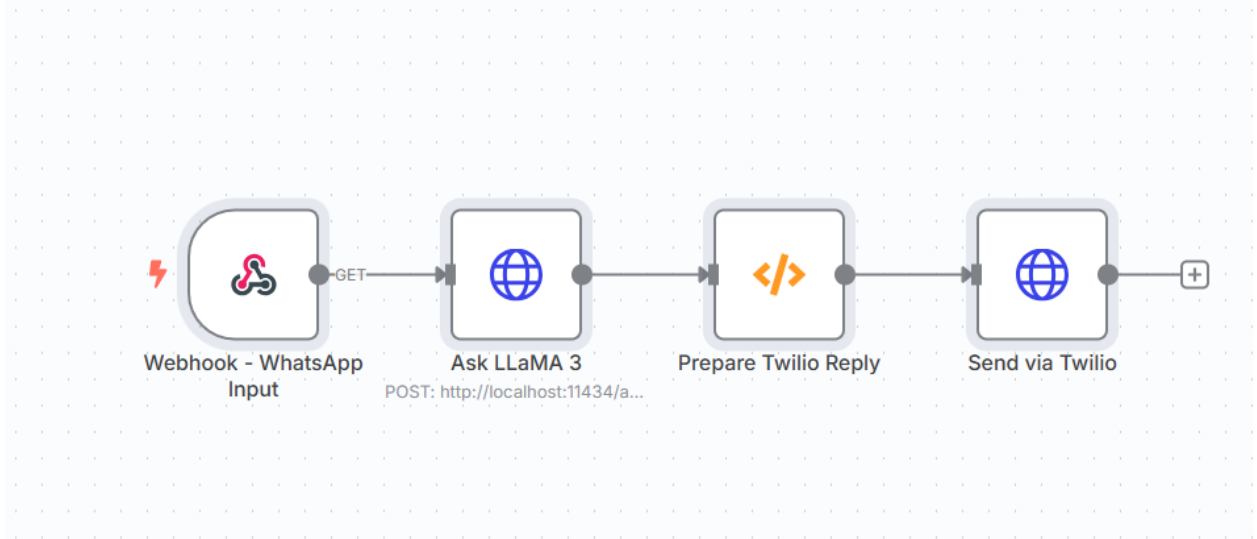 GET
Webhook - WhatsApp
Input
Ask LLaMA 3
POST: http://localhost:11434/a...
Prepare Twilio Reply
Send via Twilio